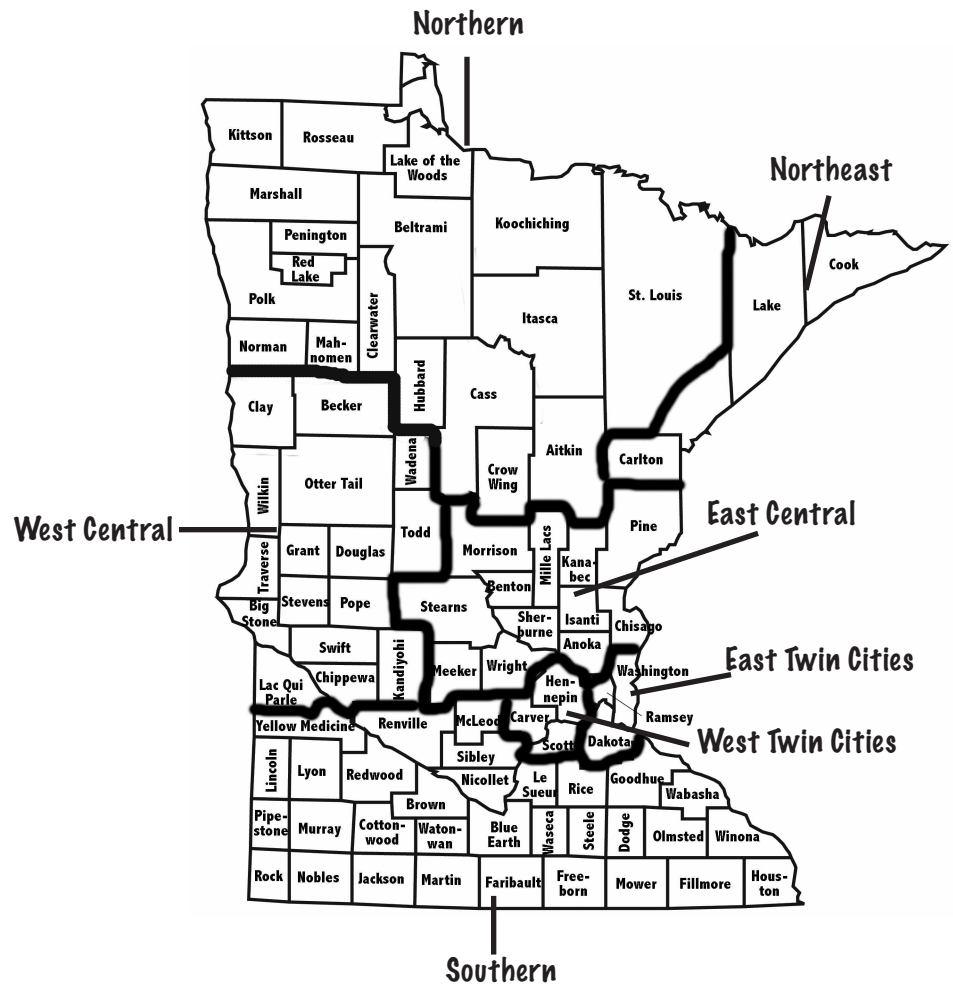 Northern
Northeast
Kittson
Rosseau
Lake of the
Woods
Marshall
Koochiching
Beltrami
Penington
Cook
Red
Lake
St. Louis
Polk
Lake
Itasca
Clearwater
Norman
Mah-
nomen
Hubbard
Cass
Clay
Becker
Aitkin
Wadena
Carlton
Crow
Wing
Otter Tail
Wilkin
East Central
West Central
Pine
Todd
Mille Lacs
Morrison
Grant
Douglas
Traverse
Kana-
bec
Benton
Stevens
Pope
Stearns
Big
Stone
Sher-
burne
Isanti
Chisago
Anoka
Swift
Kandiyohi
East Twin Cities
Wright
Meeker
Washington
Chippewa
Hen-
nepin
Lac Qui
Parle
Ramsey
Carver
McLeod
Renville
Yellow Medicine
West Twin Cities
Scott
Dakota
Sibley
Lincoln
Lyon
Redwood
Nicollet
Le
Sueur
Rice
Goodhue
Wabasha
Brown
Pipe-
stone
Murray
Cotton-
wood
Waton-
wan
Blue
Earth
Waseca
Steele
Dodge
Olmsted
Winona
Rock
Nobles
Jackson
Martin
Faribault
Free-
born
Mower
Fillmore
Hous-
ton
Southern